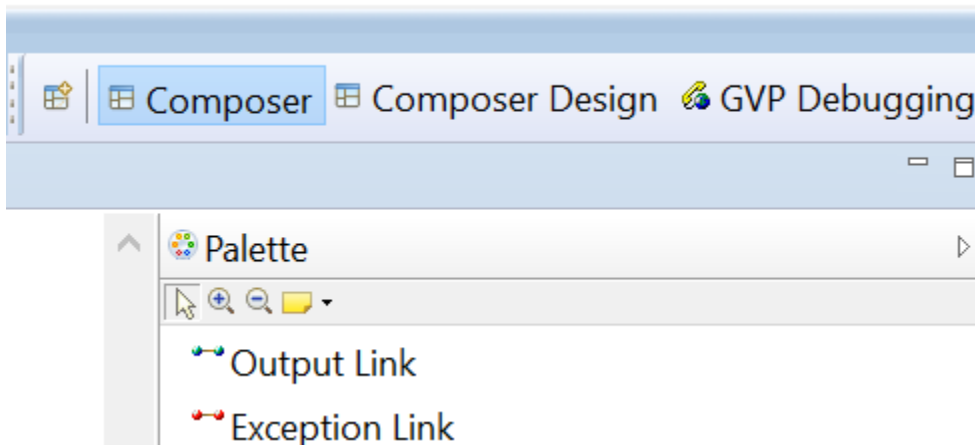 Composer Composer Design GVP Debugging
Palette
Output Link
Exception Link